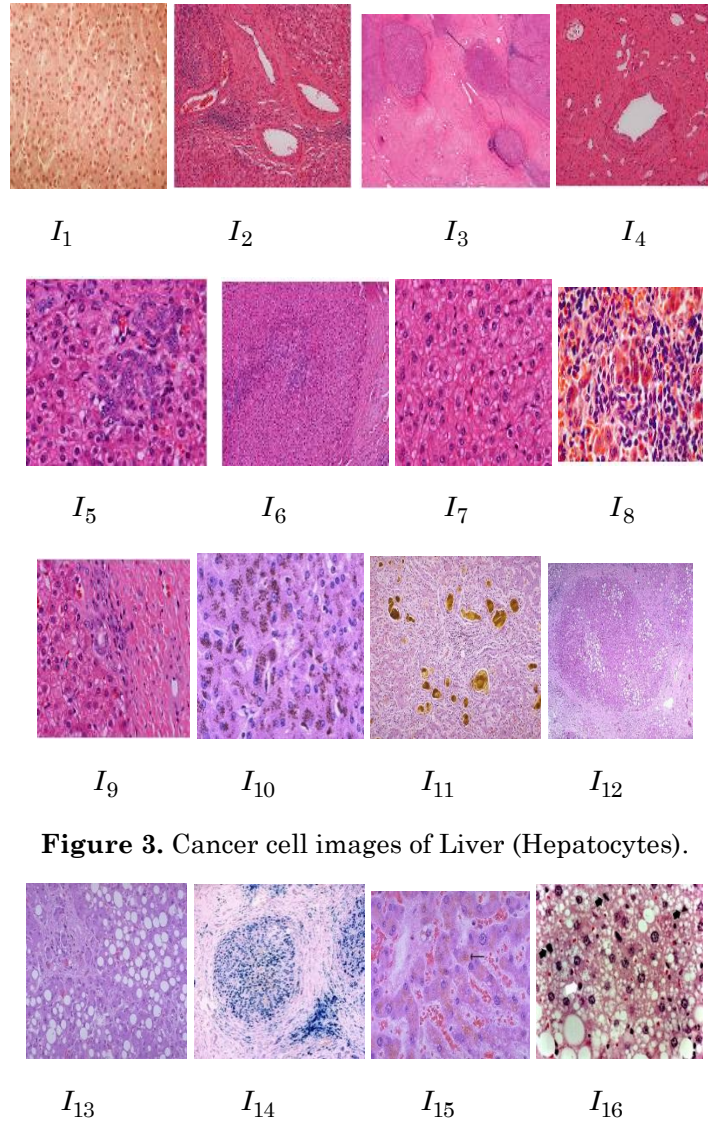 I1 I2 I3 I4
I5 I6 I7 I8
I9 I10 I11 I12
Figure 3. Cancer cell images of Liver (Hepatocytes).
I13 I14 I15 I16